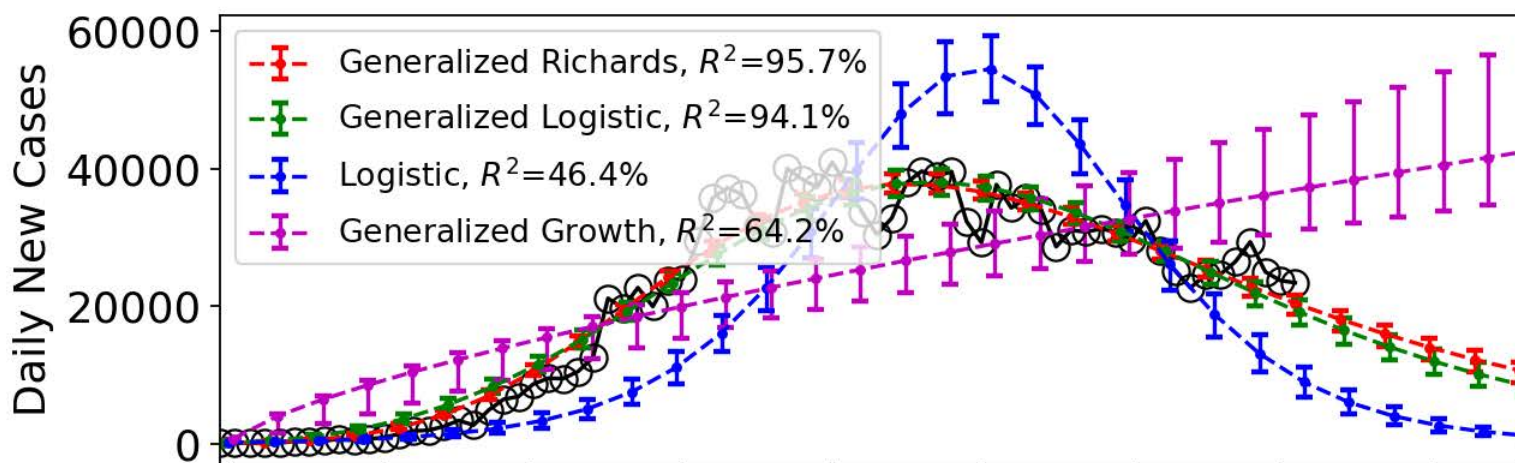 60000
40000
20000
0
Daily New Cases
Generalized Richards, R²=95.7%
Generalized Logistic, R²=94.1%
Logistic, R²=46.4%
Generalized Growth, R²=64.2%